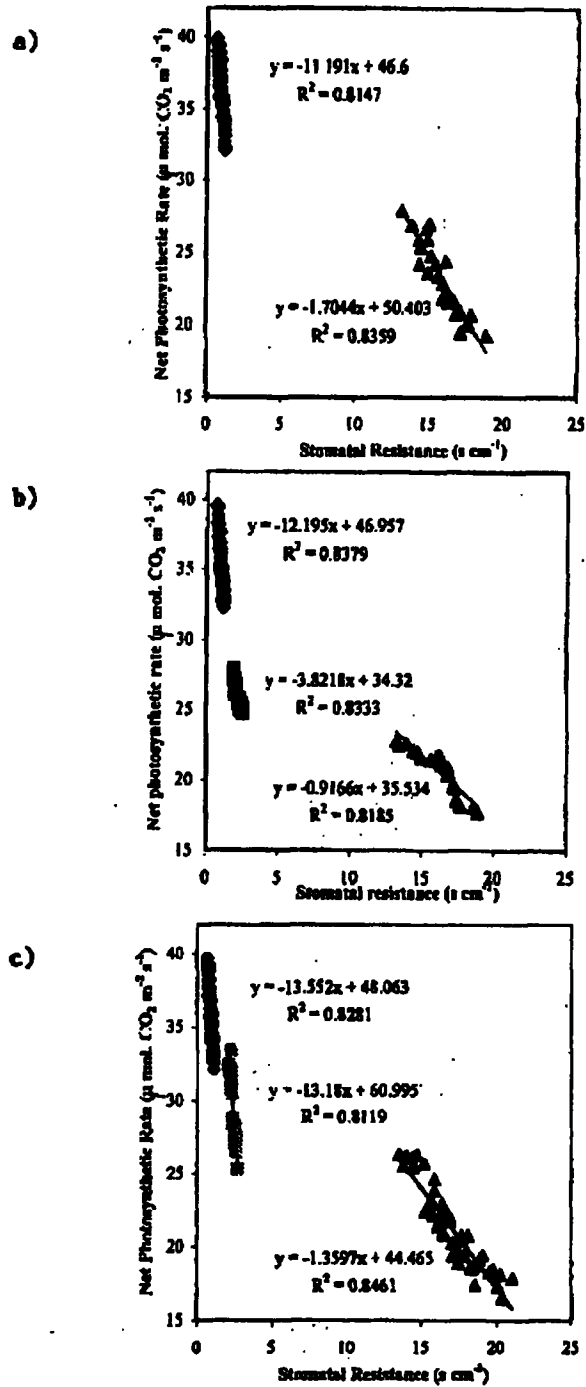 a)
Net Photosynthetic Rate (µ mol. CO₂ m⁻² s⁻¹)
40
35
30
25
20
15
y = -11 191x + 46.6
R² = 0.8147
y = -1.7044x + 50.403
R² = 0.8359
0 5 10 15 20 25
Stomatal Resistance (s cm⁻¹)
b)
Net photosynthetic rate (µ mol. CO₂ m⁻² s⁻¹)
40
35
30
25
20
15
y = -12.195x + 46.957
R² = 0.8379
y = -3.8218x + 34.32
R² = 0.8333
y = -0.9166x + 35.534
R² = 0.8185
0 5 10 15 20 25
Stomatal resistance (s cm⁻¹)
c)
Net Photosynthetic Rate (µ mol. CO₂ m⁻² s⁻¹)
40
35
30
25
20
15
y = -13.552x + 48.063
R² = 0.8281
y = -13.18x + 60.995
R² = 0.8119
y = -1.3597x + 44.465
R² = 0.8461
0 5 10 15 20 25
Stomatal Resistance (s cm⁻¹)